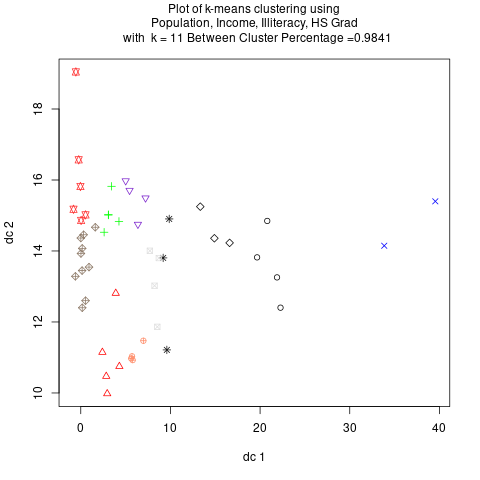 Plot of k-means clustering using
Population, Income, Illiteracy, HS Grad
with k = 11 Between Cluster Percentage =0.9841
18
16
14
12
10
dc 2
0 10 20 30 40
dc 1